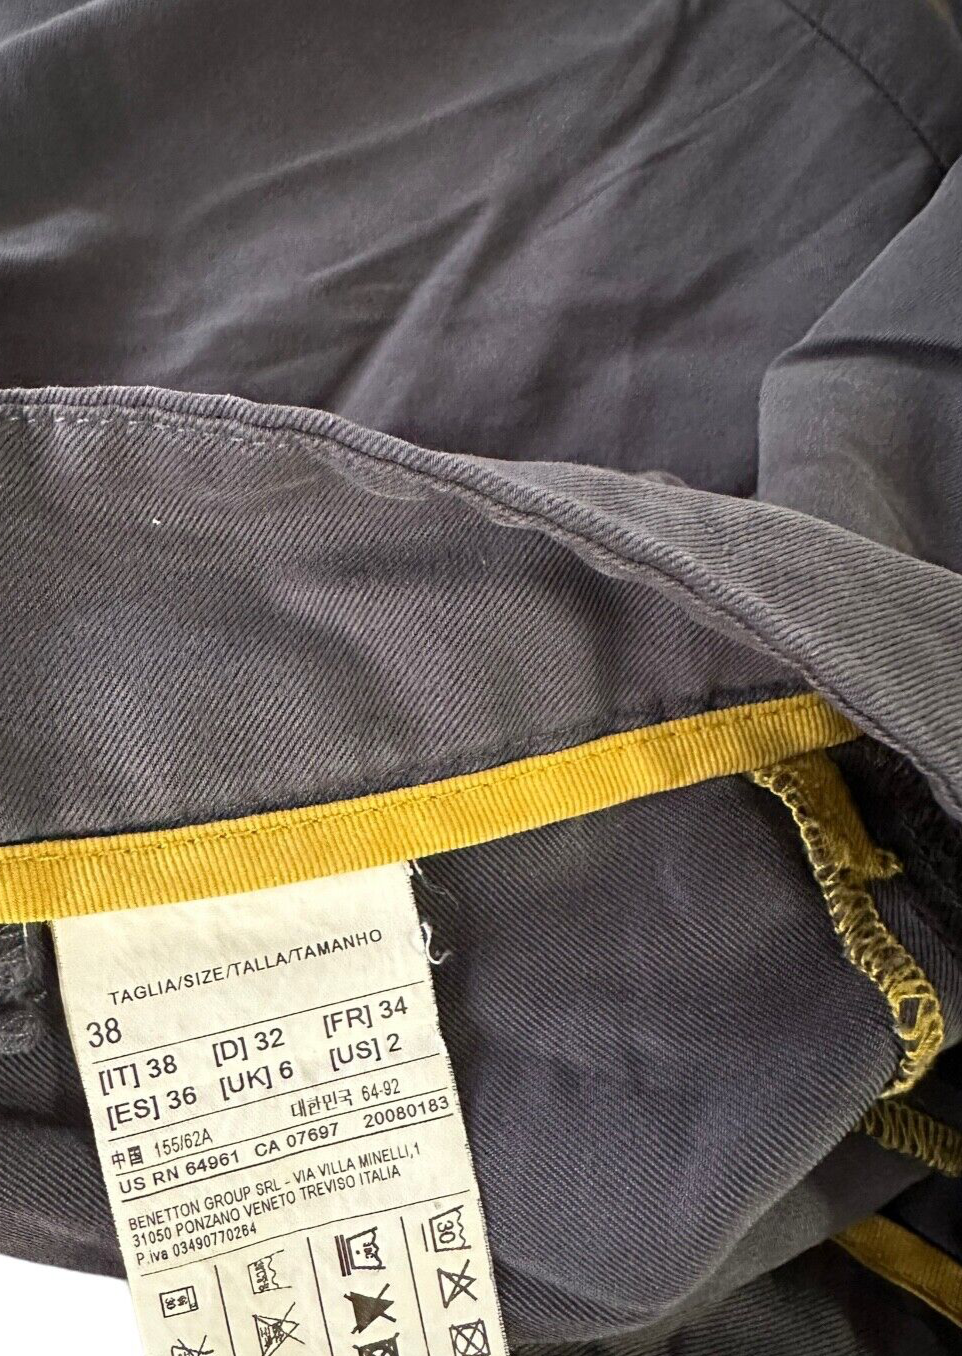 TAGLIA/SIZE/TALLA/TAMANHO
38
[IT] 38 [D] 32 [FR] 34
[ES] 36 [UK] 6 [US] 2
中国 155/62A 대한민국 64-92
US RN 64961 CA 07697 20080183
BENETTON GROUP SRL - VIA VILLA MINELLI,1
31050 PONZANO VENETO TREVISO ITALIA
P.iva 03490770264
30